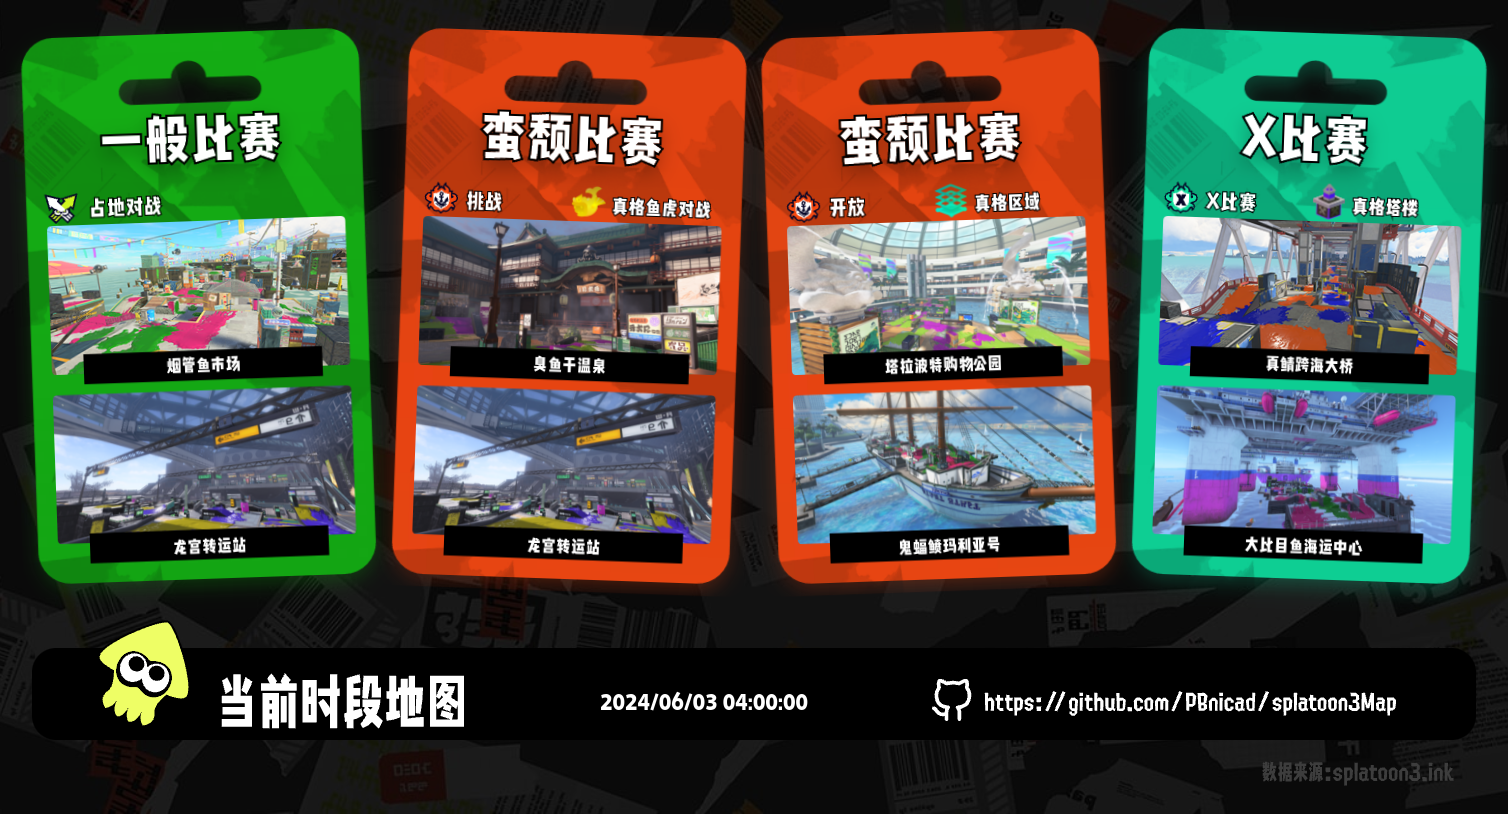 一般比赛
占地对战
烟管鱼市场
龙宫转运站
蛮颓比赛
挑战
真格鱼虎对战
臭鱼干温泉
龙宫转运站
蛮颓比赛
开放
真格区域
塔拉波特购物公园
鬼蝠鲼玛利亚号
X比赛
X比赛
真格塔楼
真鲭跨海大桥
大比目鱼海运中心
当前时段地图
2024/06/03 04:00:00
https://github.com/PBnicad/splatoon3Map
数据来源:splatoon3.ink